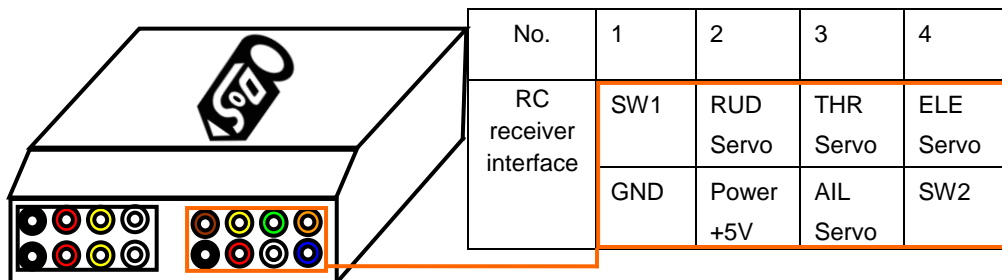 No. 1 2 3 4
RC receiver interface
SW1 RUD Servo THR Servo ELE Servo
GND Power +5V AIL Servo SW2